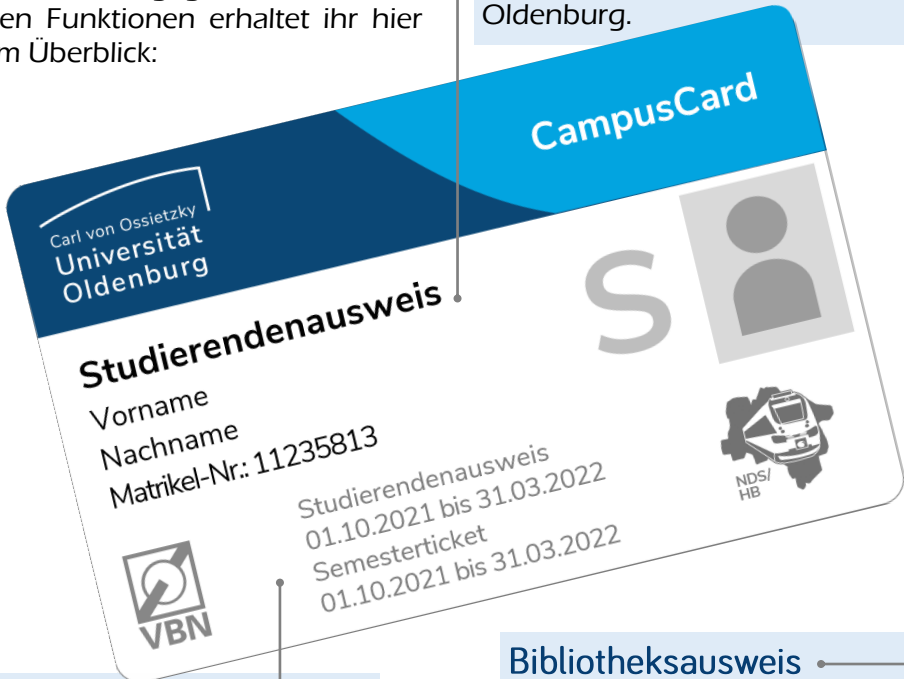 en Funktionen erhaltet ihr hier
m Überblick:
Oldenburg.
CampusCard
Carl von Ossietzky
Universität
Oldenburg
S
Studierendenausweis
Vorname
Nachname
Matrikel-Nr.: 11235813
Studierendenausweis
01.10.2021 bis 31.03.2022
Semesterticket
01.10.2021 bis 31.03.2022
NDS/
HB
VBN
Bibliotheksausweis